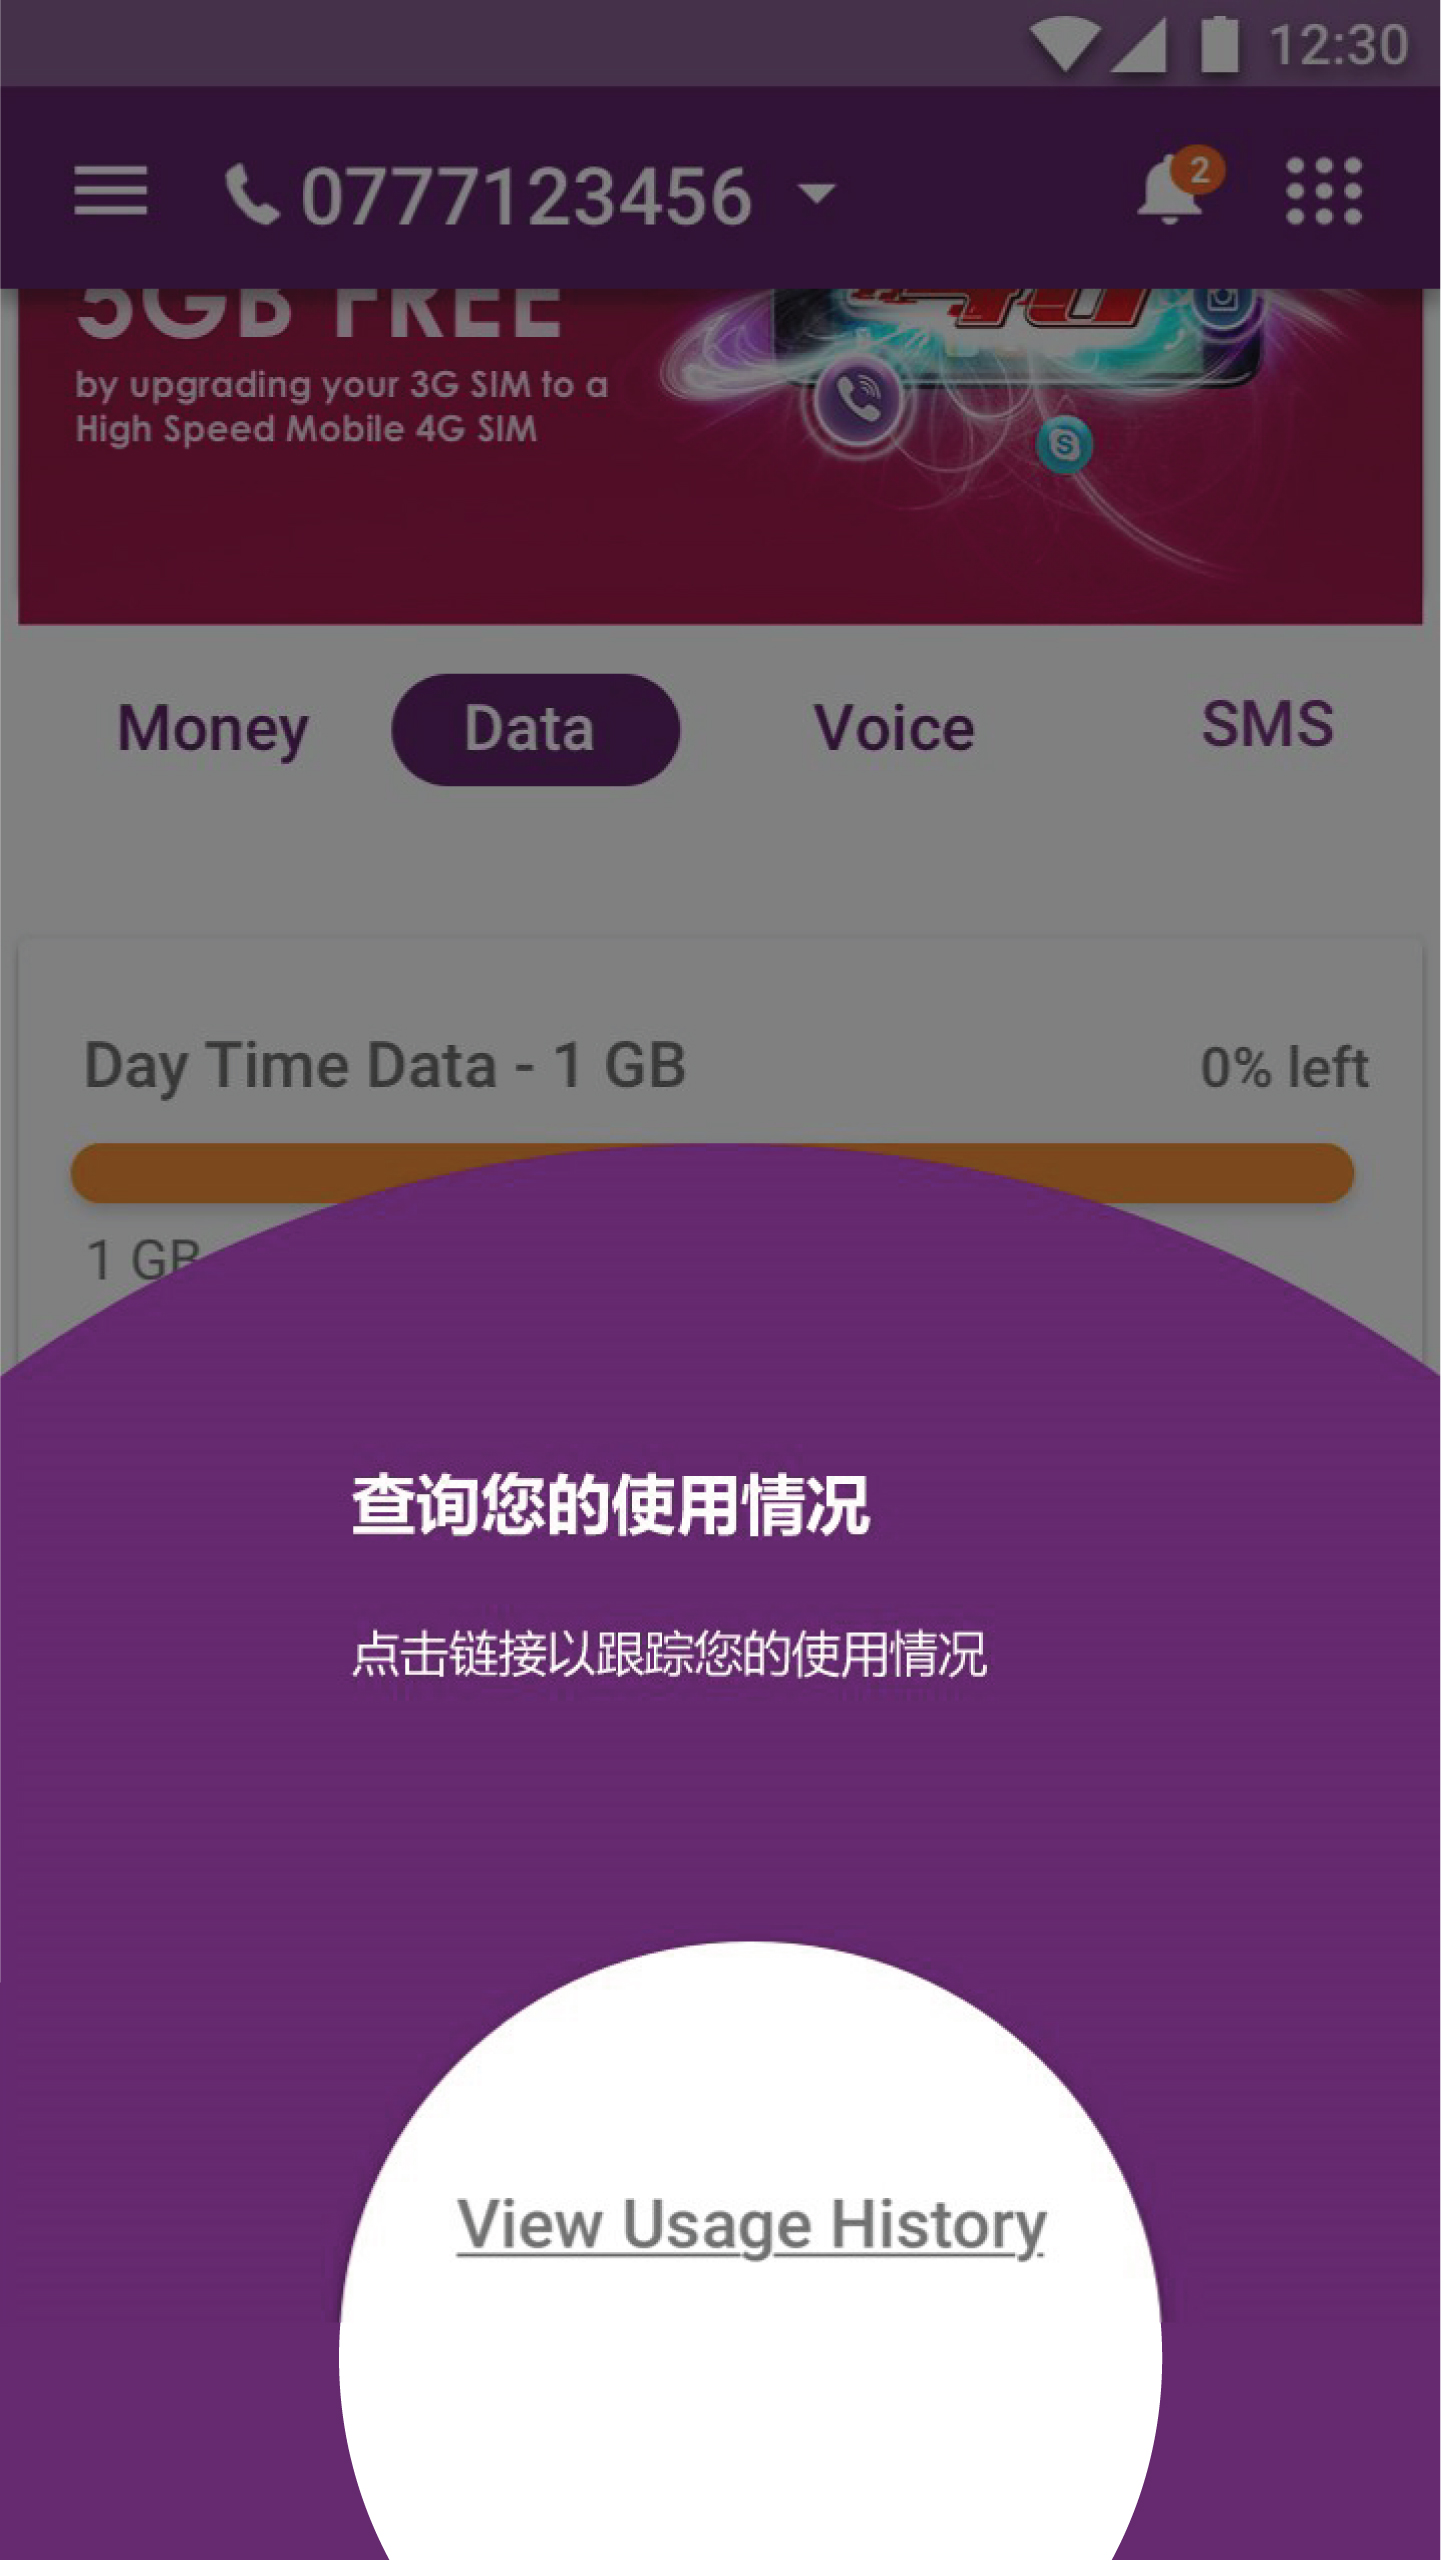 12:30
0777123456
2
5GB FREE
by upgrading your 3G SIM to a
High Speed Mobile 4G SIM
Money Data Voice SMS
Day Time Data - 1 GB 0% left
1 GB
查询您的使用情况
点击链接以跟踪您的使用情况
View Usage History